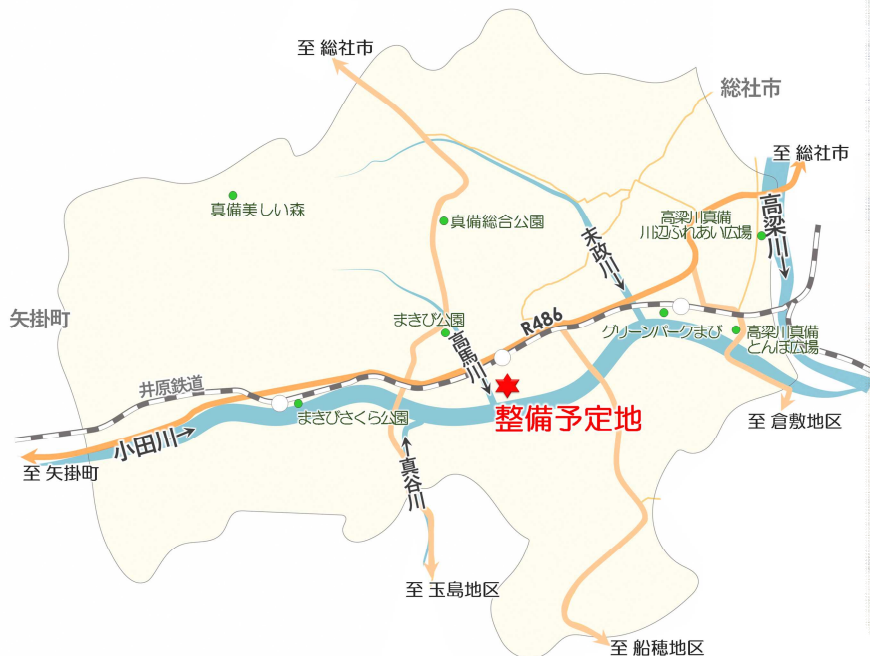 至 総社市
総社市
至 総社市
真備美しい森
真備総合公園
高梁川真備
川辺ふれあい広場
高梁川→
末政川→
矢掛町
まきび公園
R486
高馬川→
グリーンパークまび
高梁川真備
とんぼ広場
井原鉄道
まきびさくら公園
整備予定地
至 倉敷地区
小田川→
至 矢掛町
←真谷川
至 玉島地区
至 船穂地区